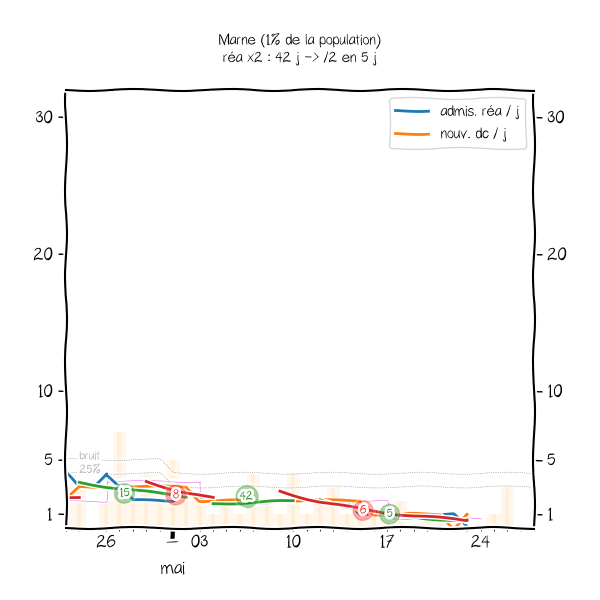 Marne (1% de la population)
réa x2 : 42 j -> /2 en 5 j
admis. réa / j
nouv. dc / j
30 30
20 20
10 10
5 5
1 1
bruit
25%
15 8 42 6 5
26 03 10 17 24
mai